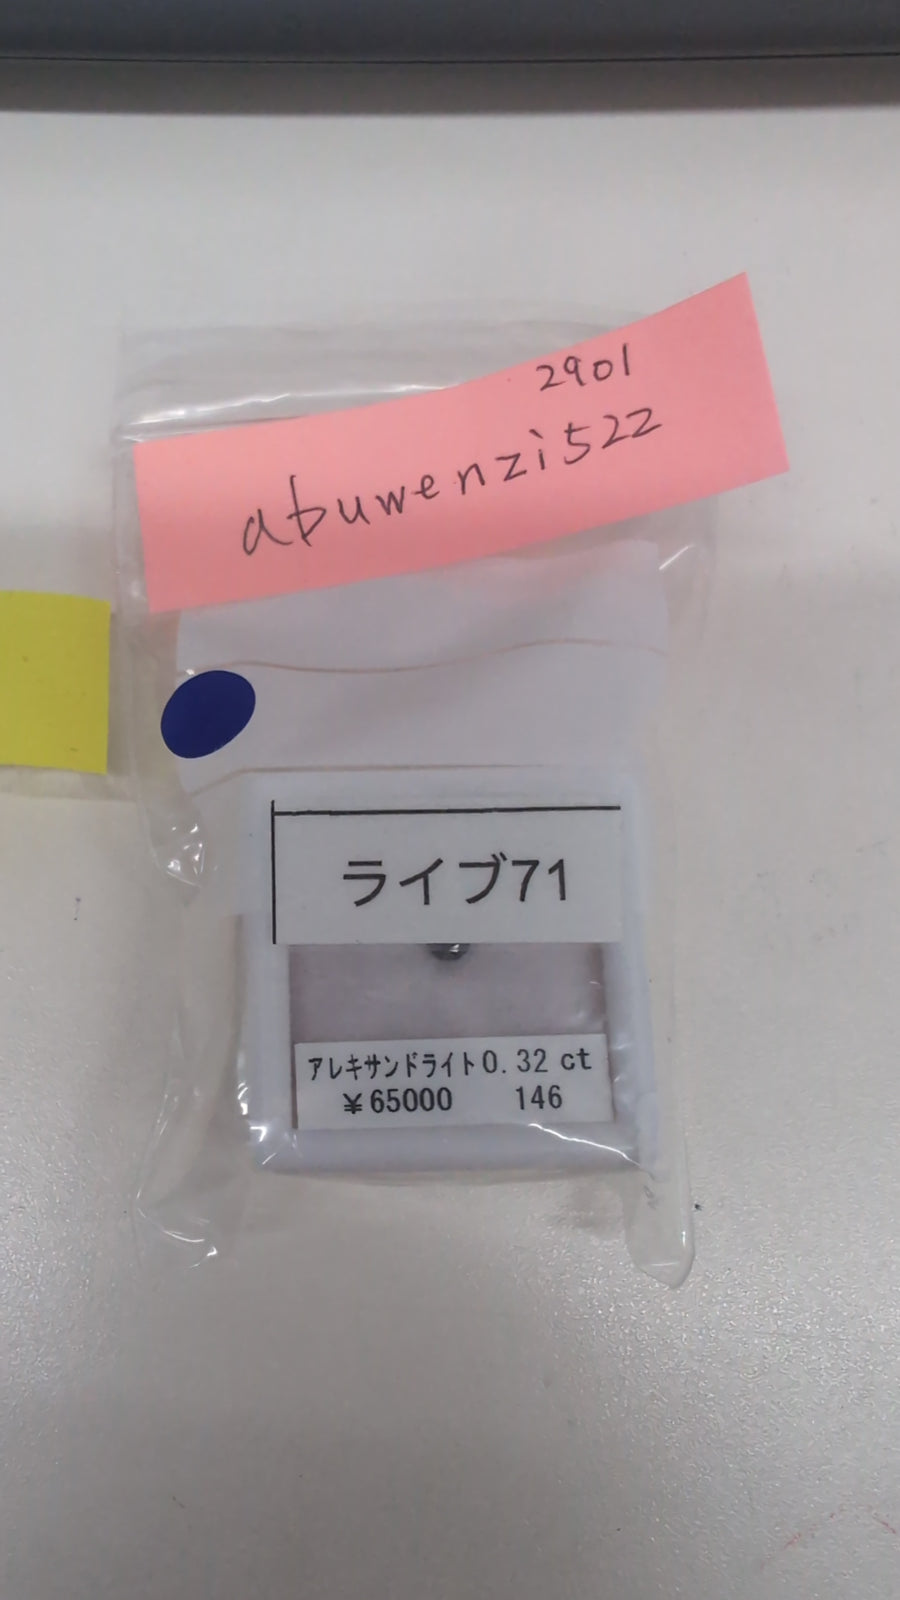 2901
abuwenzi522
ライブ71
アレキサンドライト0.32 ct
¥65000 146